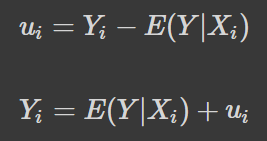 u_i = Y_i − E(Y|X_i)
Y_i = E(Y|X_i) + u_i